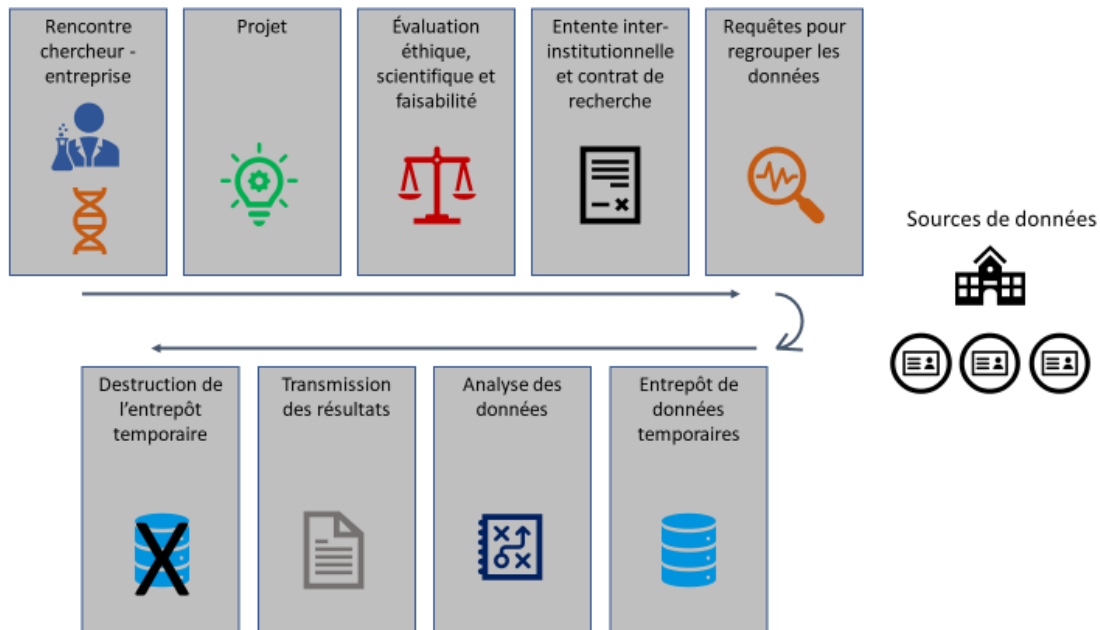 Rencontre
chercheur -
entreprise
Projet
Évaluation
éthique,
scientifique et
faisabilité
Entente inter-
institutionnelle
et contrat de
recherche
Requêtes pour
regrouper les
données
Sources de données
Destruction de
l'entrepôt
temporaire
Transmission
des résultats
Analyse des
données
Entrepôt de
données
temporaires